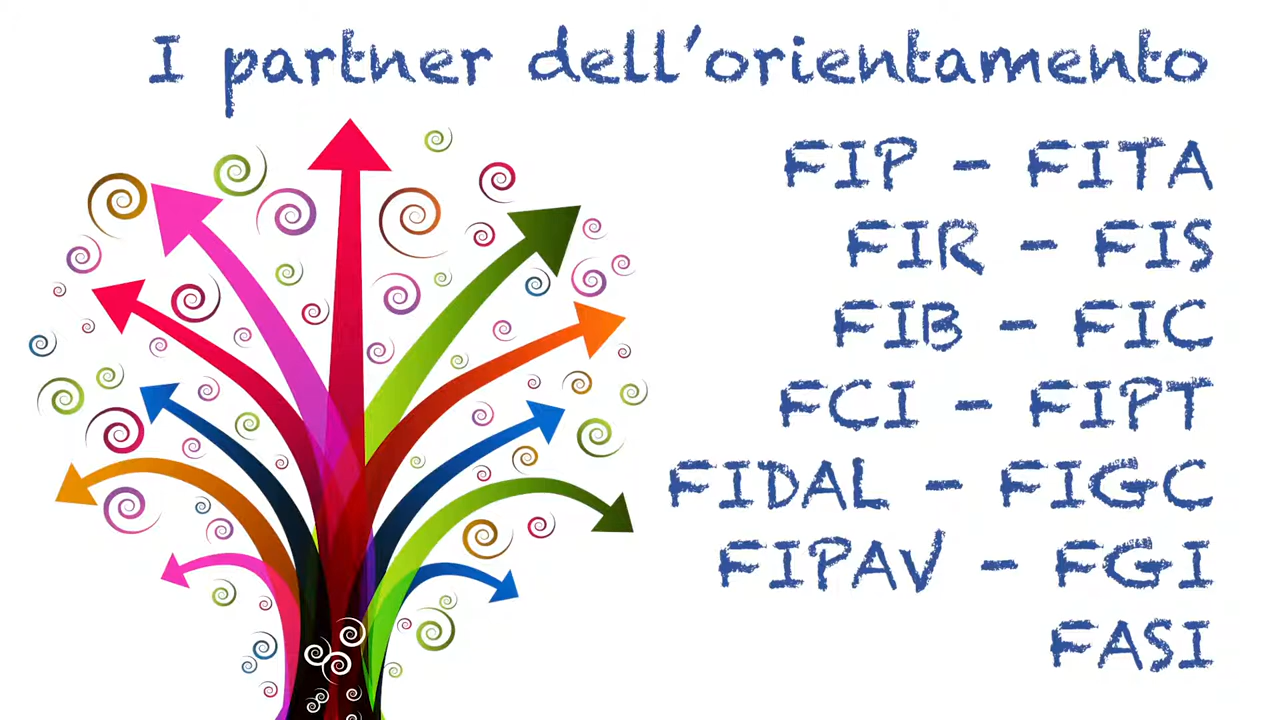 I partner dell'orientamento
FIP - FITA
FIR - FIS
FIB - FIC
FCI - FIPT
FIDAL - FIGC
FIPAV - FGI
FASI